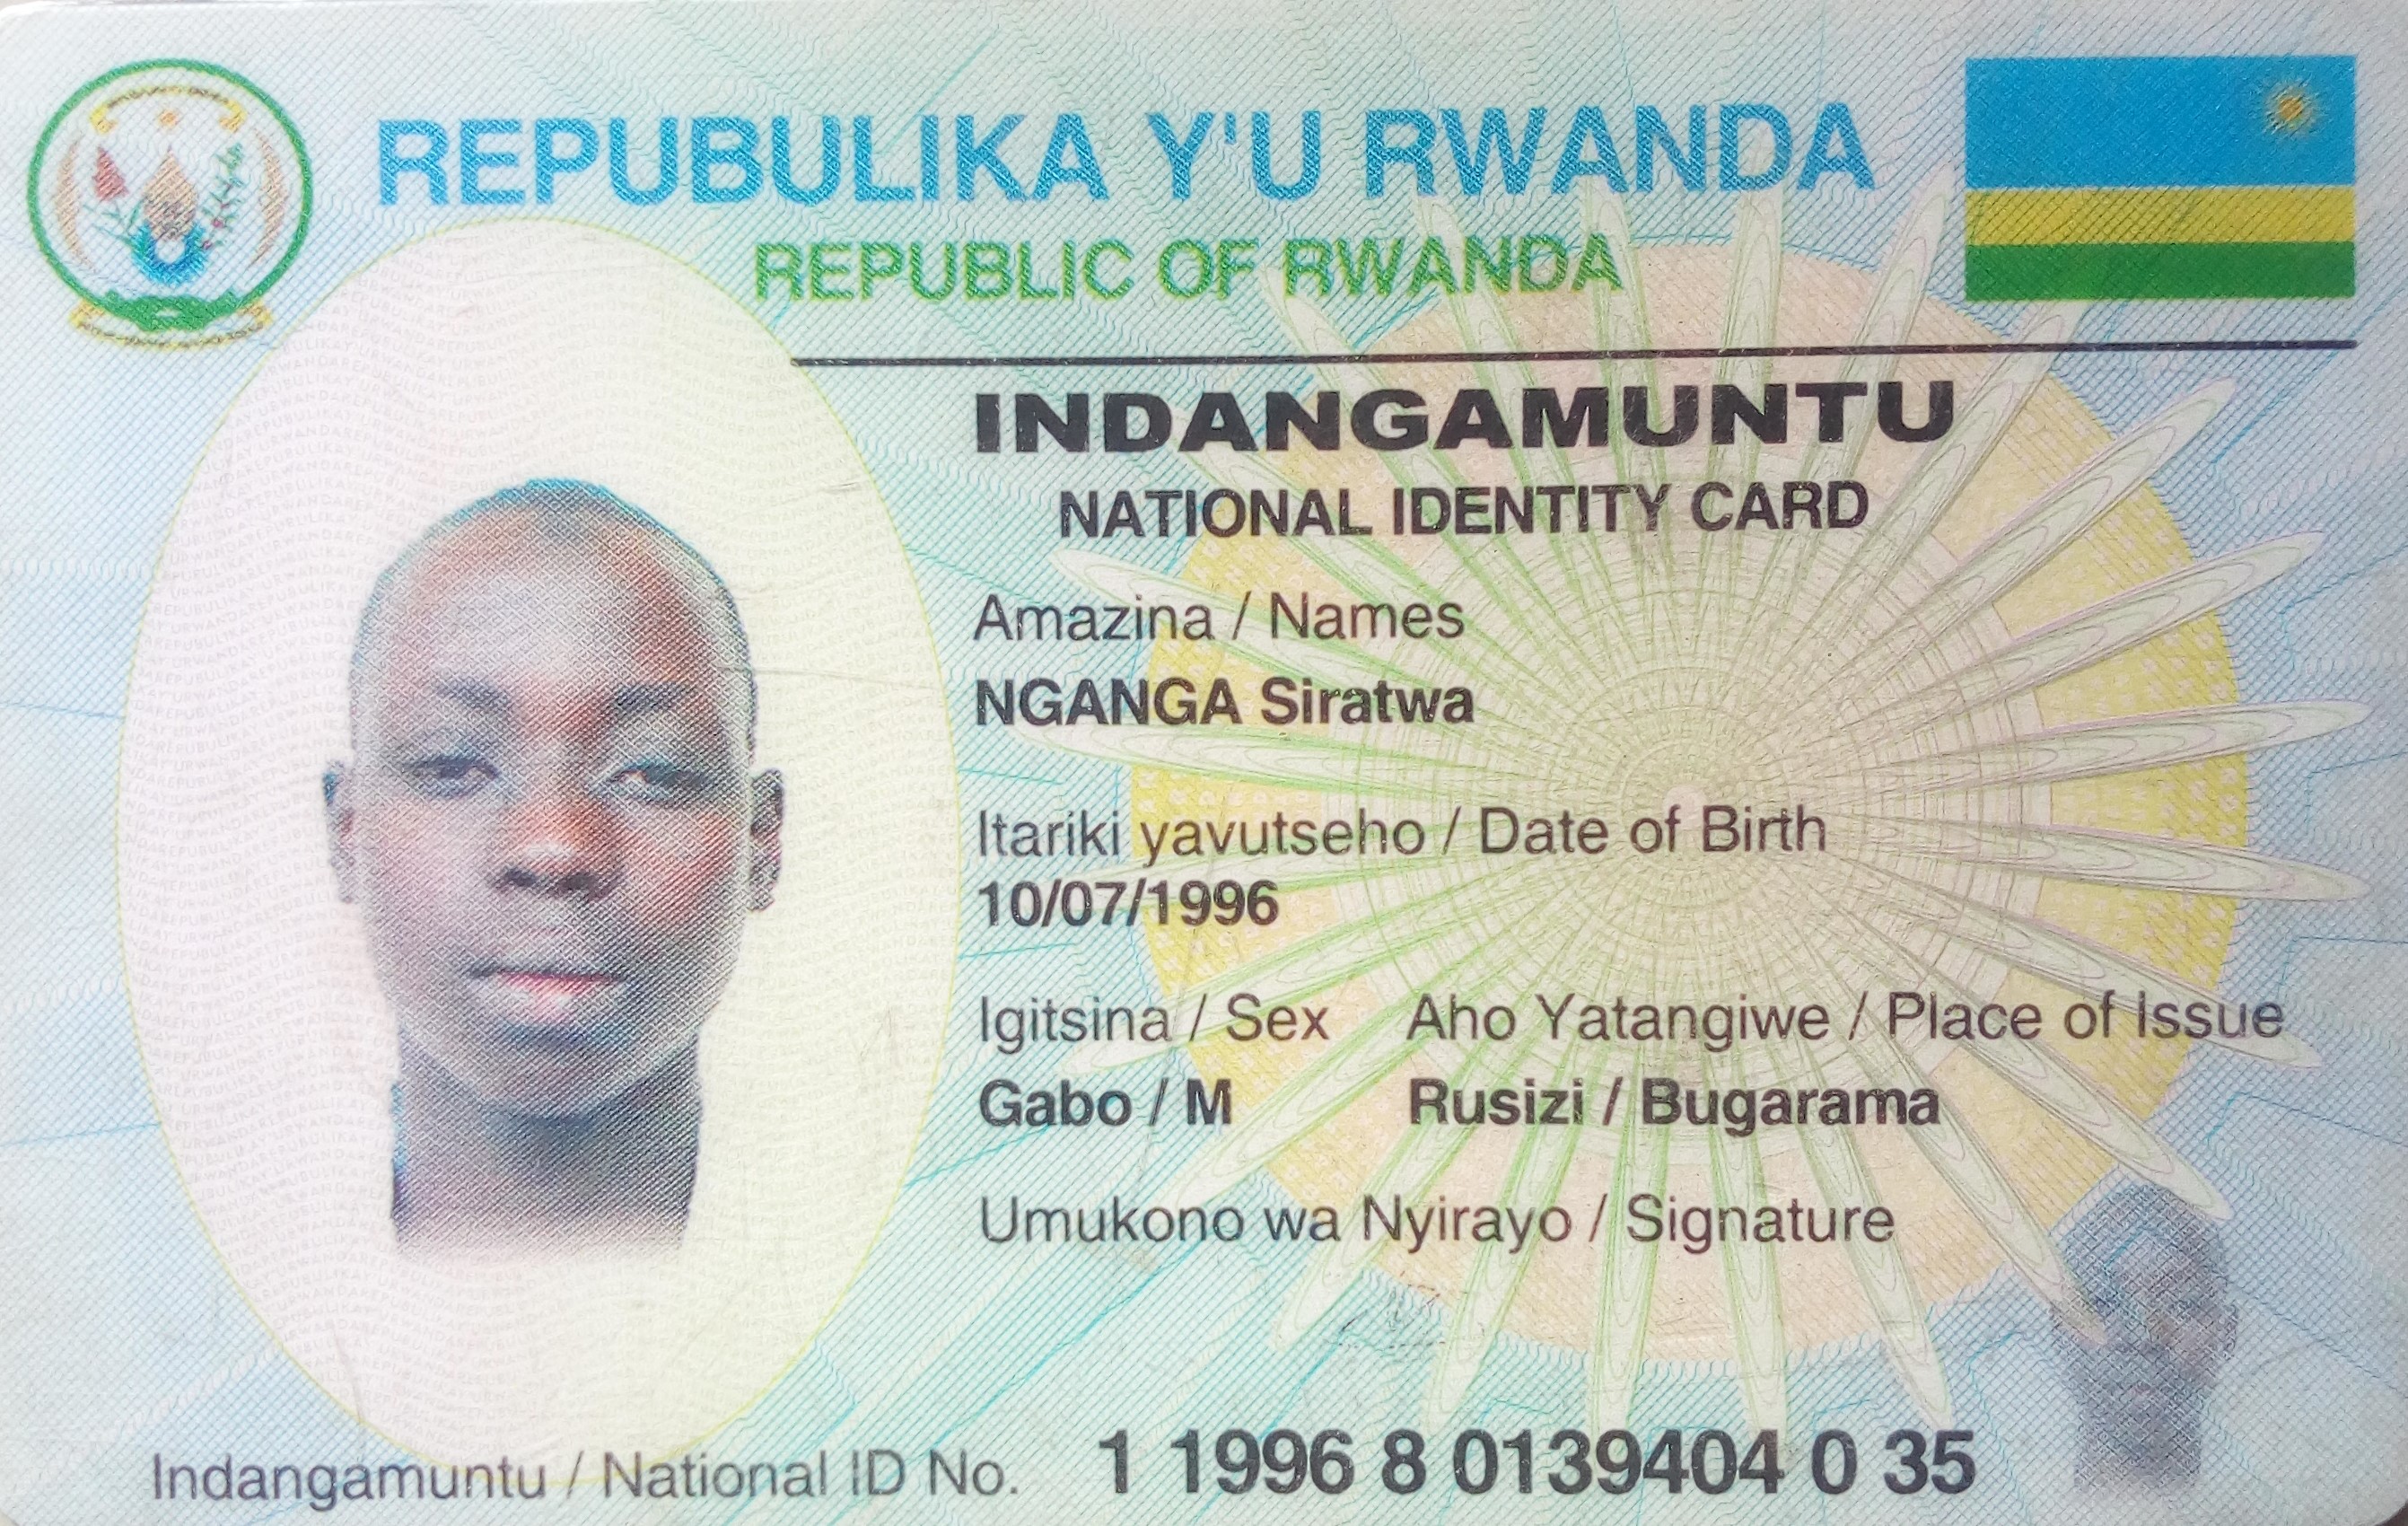 REPUBULIKA Y'U RWANDA
REPUBLIC OF RWANDA
INDANGAMUNTU
NATIONAL IDENTITY CARD
Amazina / Names
NGANGA Siratwa
Itariki yavutseho / Date of Birth
10/07/1996
Igitsina / Sex Aho Yatangiwe / Place of Issue
Gabo / M Rusizi / Bugarama
Umukono wa Nyirayo / Signature
Indangamuntu / National ID No. 1 1996 8 0139404 0 35